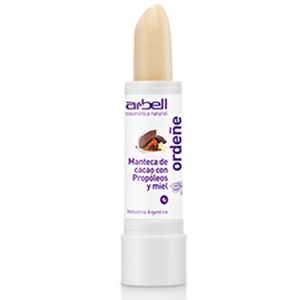 arbell
cosmética natural
ordeñe
Manteca de
cacao con
Propóleos
y miel
Industria Argentina